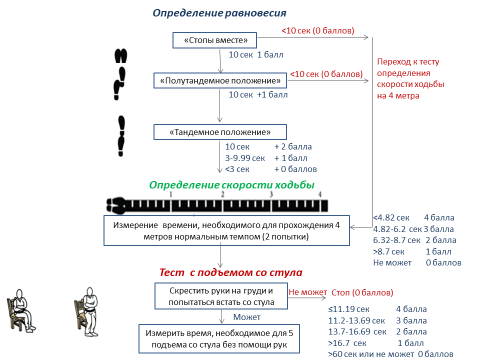 Определение равновесия
<10 сек (0 баллов)
«Стопы вместе»
10 сек 1 балл
<10 сек (0 баллов)
«Полутандемное положение»
10 сек +1 балл
Переход к тесту
определения
скорости ходьбы
на 4 метра
«Тандемное положение»
10 сек + 2 балла
3-9.99 сек + 1 балл
<3 сек + 0 баллов
Определение скорости ходьбы
1 2 3 4
Измерение времени, необходимого для прохождения 4
метров нормальным темпом (2 попытки)
<4.82 сек 4 балла
4.82-6.2 сек 3 балла
6.32-8.7 сек 2 балла
>8.7 сек 1 балл
Не может 0 баллов
Тест с подъемом со стула
Скрестить руки на груди и
попытаться встать со стула
Не может Стоп (0 баллов)
Может
Измерить время, необходимое для 5
подъема со стула без помощи рук
≤11.19 сек 4 балла
11.2-13.69 сек 3 балла
13.7-16.69 сек 2 балла
>16.7 сек 1 балл
>60 сек или не может 0 баллов